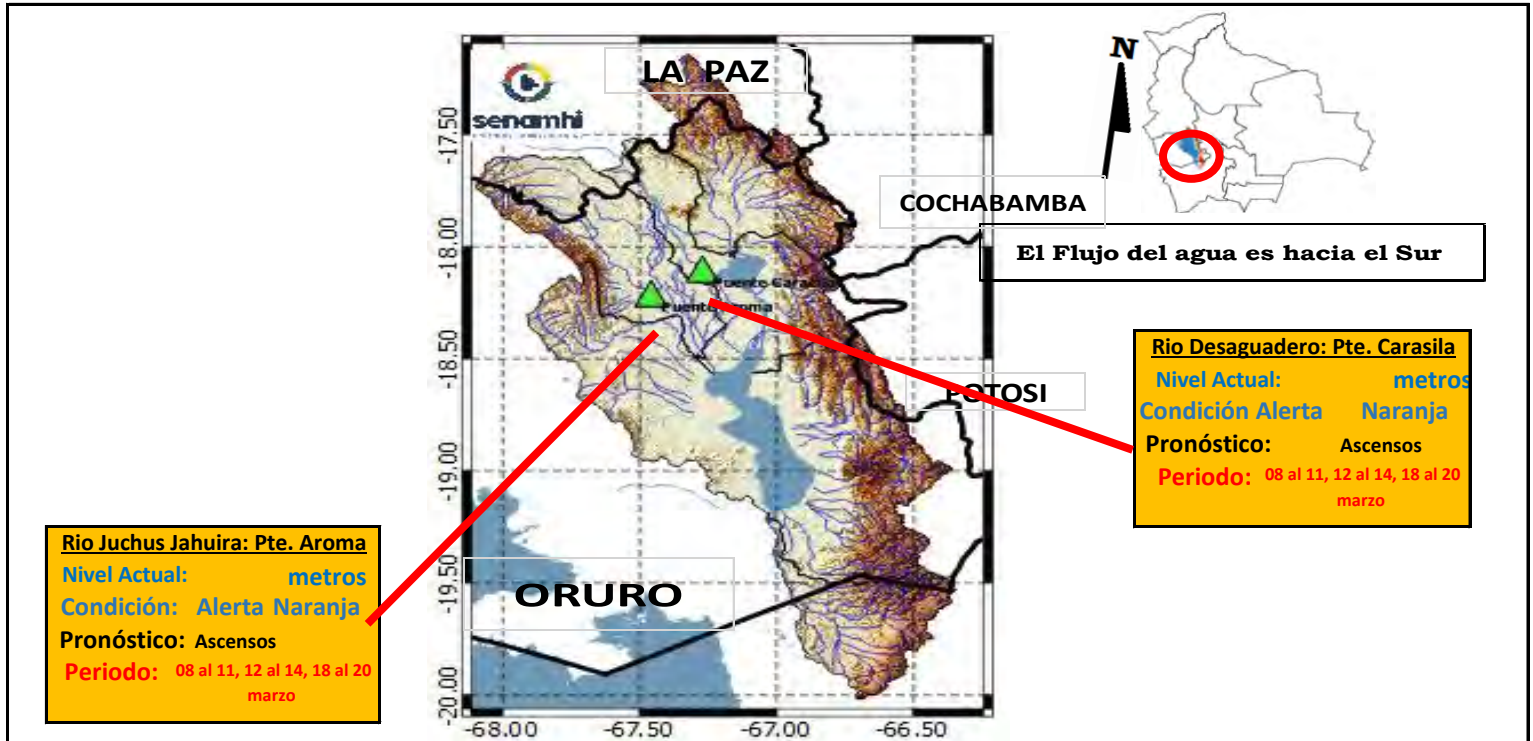 LA PAZ
senamhi
N
COCHABAMBA
El Flujo del agua es hacia el Sur
-17.50
-18.00
-18.50
-19.00
-19.50
-20.00
Puente
Puente
POTOSI
ORURO
-68.00 -67.50 -67.00 -66.50
Rio Desaguadero: Pte. Carasila
Nivel Actual: metros
Condición Alerta Naranja
Pronóstico: Ascensos
Periodo: 08 al 11, 12 al 14, 18 al 20
marzo
Rio Juchus Jahuira: Pte. Aroma
Nivel Actual: metros
Condición: Alerta Naranja
Pronóstico: Ascensos
Periodo: 08 al 11, 12 al 14, 18 al 20
marzo